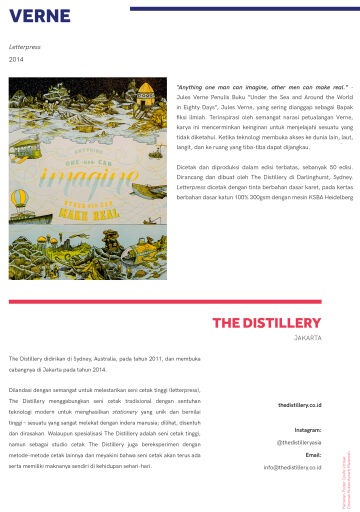 VERNE
Letterpress
2014
"Anything one man can imagine, other men can make real." -
Jules Verne Penulis Buku "Under the Sea and Around the World
in Eighty Days", Jules Verne, yang sering dianggap sebagai Bapak
fiksi ilmiah. Terinspirasi oleh semangat narasi petualangan Verne,
karya ini mencerminkan keinginan untuk menjelajahi sesuatu yang
tidak diketahui. Ketika teknologi membuka akses ke dunia lain, laut,
langit, dan ke ruang yang tiba-tiba dapat dijangkau.
Dicetak dan diproduksi dalam edisi terbatas, sebanyak 50 edisi.
Dirancang dan dibuat oleh The Distillery di Darlinghurst, Sydney.
Letterpress dicetak dengan tinta berbahan dasar karet, pada kertas
berbahan dasar katun 100% 300gsm dengan mesin KSBA Heidelberg
ANYTHING
ONE MAN CAN
imagine
OTHER MEN CAN
MAKE REAL
THE DISTILLERY
JAKARTA
The Distillery didirikan di Sydney, Australia, pada tahun 2011, dan membuka
cabangnya di Jakarta pada tahun 2014.
Dilandasi dengan semangat untuk melestarikan seni cetak tinggi (letterpress),
The Distillery menggabungkan seni cetak tradisional dengan sentuhan
teknologi modern untuk menghasilkan stationery yang unik dan bernilai
tinggi - sesuatu yang sangat melekat dengan indera manusia; dilihat, disentuh
dan dirasakan. Walaupun spesialisasi The Distillery adalah seni cetak tinggi,
namun sebagai studio cetak The Distillery juga bereksperimen dengan
metode-metode cetak lainnya dan meyakini bahwa seni cetak akan terus ada
serta memiliki maknanya sendiri di kehidupan sehari-hari.
thedistillery.co.id
Instagram:
@thedistilleryasia
Email:
info@thedistillery.co.id